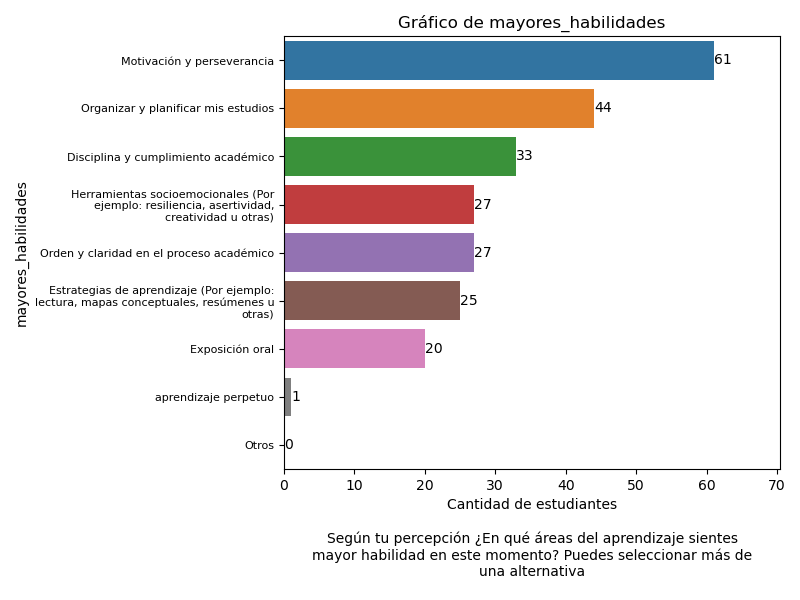 Gráfico de mayores_habilidades
mayores_habilidades
Motivación y perseverancia
61
Organizar y planificar mis estudios
44
Disciplina y cumplimiento académico
33
Herramientas socioemocionales (Por
ejemplo: resiliencia, asertividad,
creatividad u otras)
27
Orden y claridad en el proceso académico
27
Estrategias de aprendizaje (Por ejemplo:
lectura, mapas conceptuales, resúmenes u
otras)
25
Exposición oral
20
aprendizaje perpetuo
1
Otros
0
0 10 20 30 40 50 60 70
Cantidad de estudiantes
Según tu percepción ¿En qué áreas del aprendizaje sientes
mayor habilidad en este momento? Puedes seleccionar más de
una alternativa